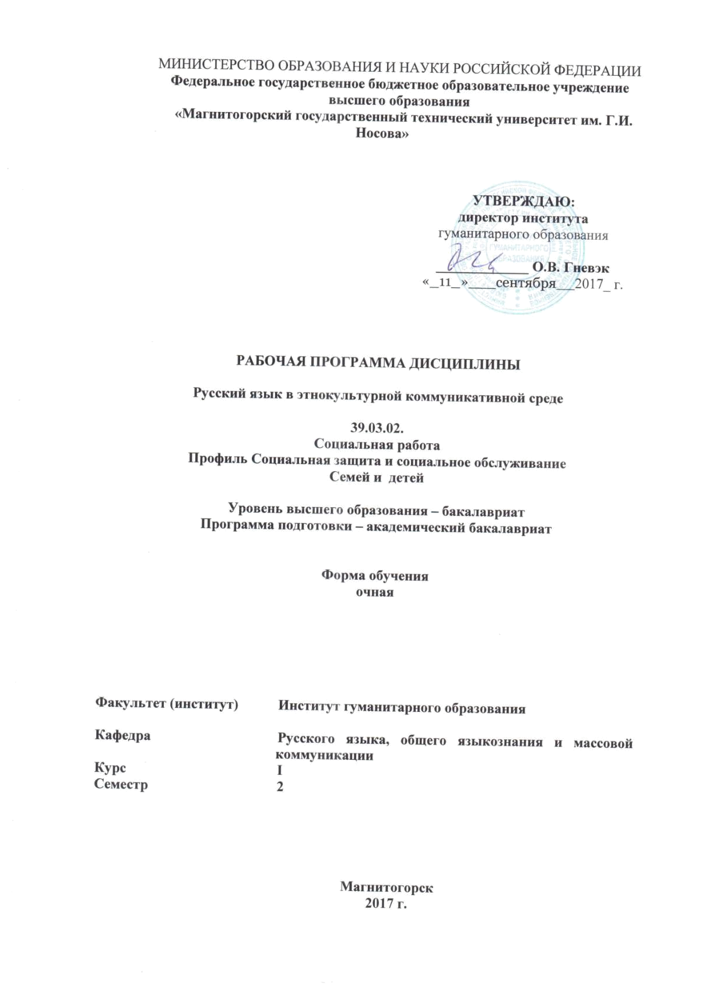 МИНИСТЕРСТВО ОБРАЗОВАНИЯ И НАУКИ РОССИЙСКОЙ ФЕДЕРАЦИИ
Федеральное государственное бюджетное образовательное учреждение
высшего образования
«Магнитогорский государственный технический университет им. Г.И.
Носова»
УТВЕРЖДАЮ:
директор института
гуманитарного образования
ГУМАНИТАРНОГО
ОБРАЗОВАНИЯ
О.В. Гневэк
«_11_»____сентября___2017_ г.
РАБОЧАЯ ПРОГРАММА ДИСЦИПЛИНЫ
Русский язык в этнокультурной коммуникативной среде
39.03.02.
Социальная работа
Профиль Социальная защита и социальное обслуживание
Семей и детей
Уровень высшего образования – бакалавриат
Программа подготовки – академический бакалавриат
Форма обучения
очная
Факультет (институт) Институт гуманитарного образования
Кафедра Русского языка, общего языкознания и массовой
коммуникации
Курс I
Семестр 2
Магнитогорск
2017 г.